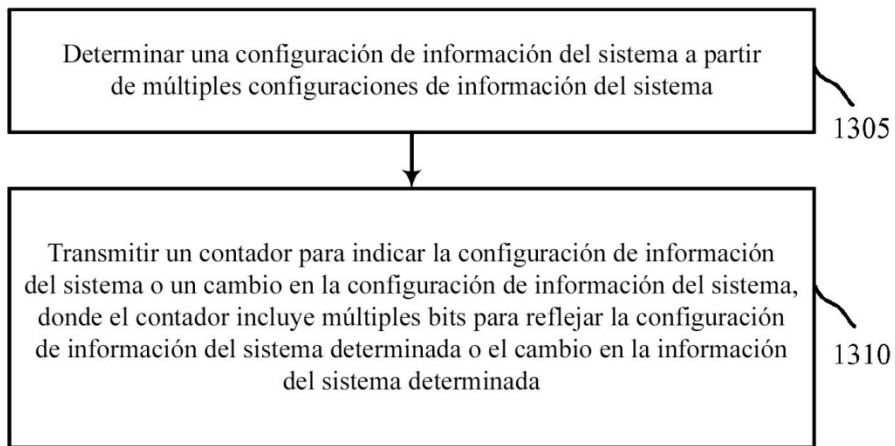 Determinar una configuración de información del sistema a partir
de múltiples configuraciones de información del sistema
1305
Transmitir un contador para indicar la configuración de información
del sistema o un cambio en la configuración de información del sistema,
donde el contador incluye múltiples bits para reflejar la configuración
de información del sistema determinada o el cambio en la información
del sistema determinada
1310